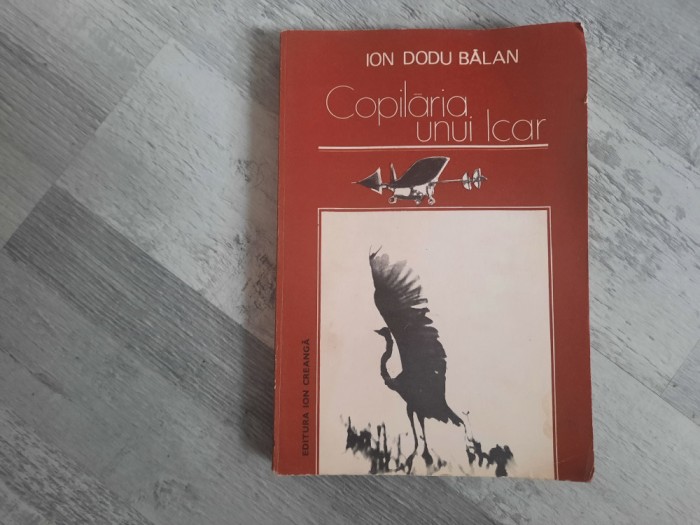 ION DODU BĂLAN
Copilăria
unui Icar
EDITURA ION CREANGĂ